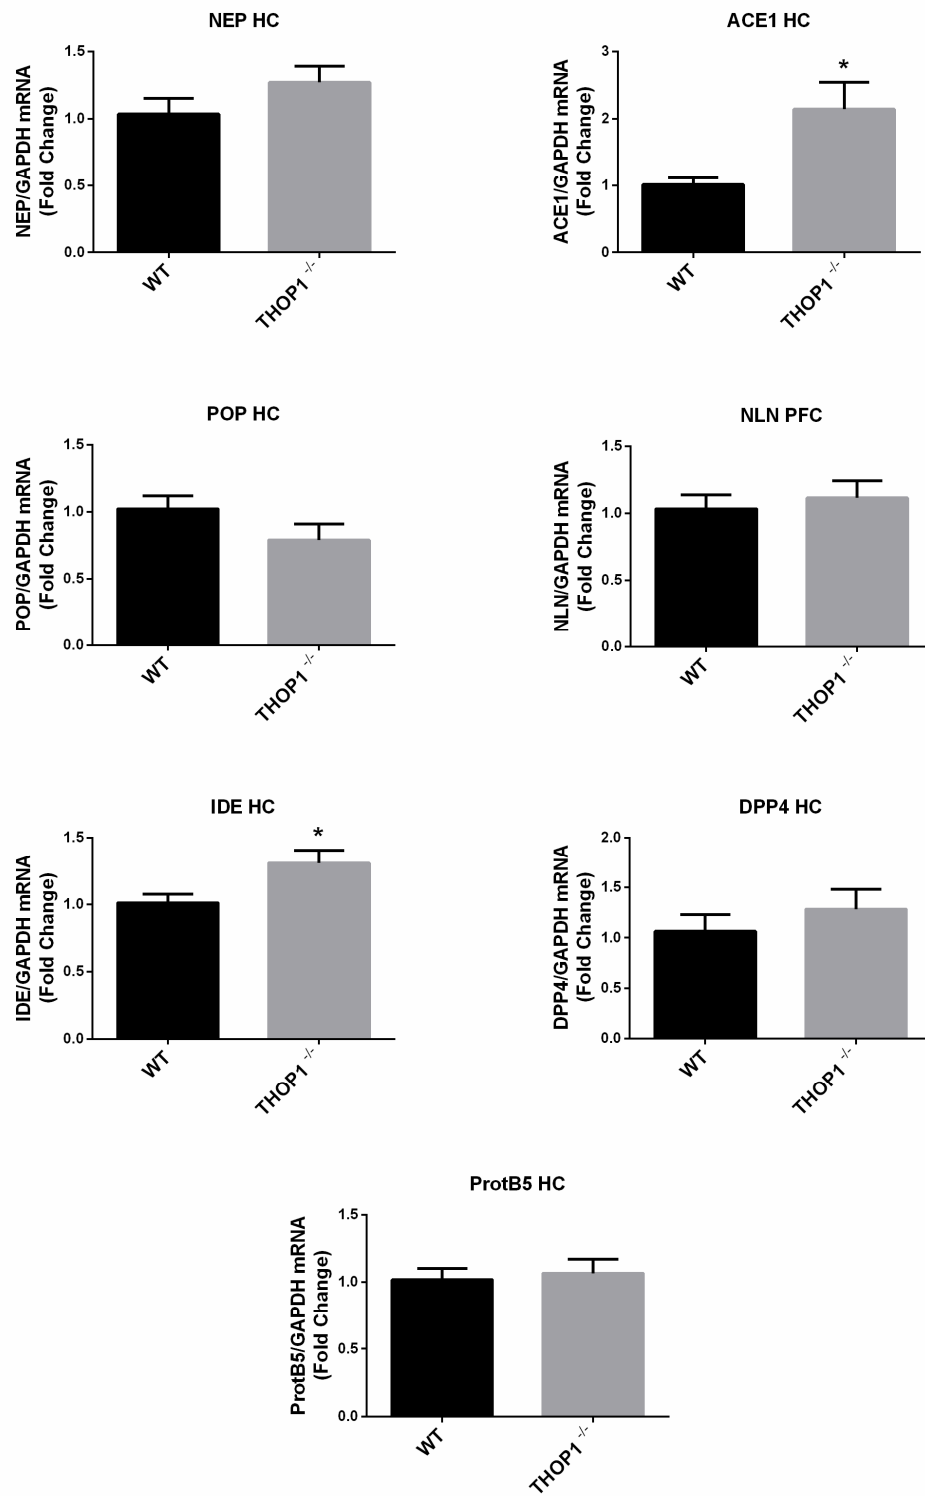 NEP HC
NEP/GAPDH mRNA
(Fold Change)
1.5
1.0
0.5
0.0
WT
THOP1 -/-
ACE1 HC
ACE1/GAPDH mRNA
(Fold Change)
3
2
1
0
*
WT
THOP1 -/-
POP HC
POP/GAPDH mRNA
(Fold Change)
1.5
1.0
0.5
0.0
WT
THOP1 -/-
NLN PFC
NLN/GAPDH mRNA
(Fold Change)
1.5
1.0
0.5
0.0
WT
THOP1 -/-
IDE HC
IDE/GAPDH mRNA
(Fold Change)
1.5
1.0
0.5
0.0
*
WT
THOP1 -/-
DPP4 HC
DPP4/GAPDH mRNA
(Fold Change)
2.0
1.5
1.0
0.5
0.0
WT
THOP1 -/-
ProtB5 HC
ProtB5/GAPDH mRNA
(Fold Change)
1.5
1.0
0.5
0.0
WT
THOP1 -/-